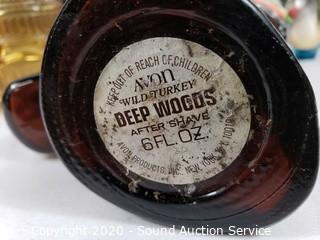 KEEP OUT OF REACH OF CHILDREN
AVON
WILD TURKEY
DEEP WOODS
AFTER SHAVE
6 FL. OZ.
AVON PRODUCTS, INC., NEW YORK, N.Y.
Copyright © 2020 - Sound Auction Service